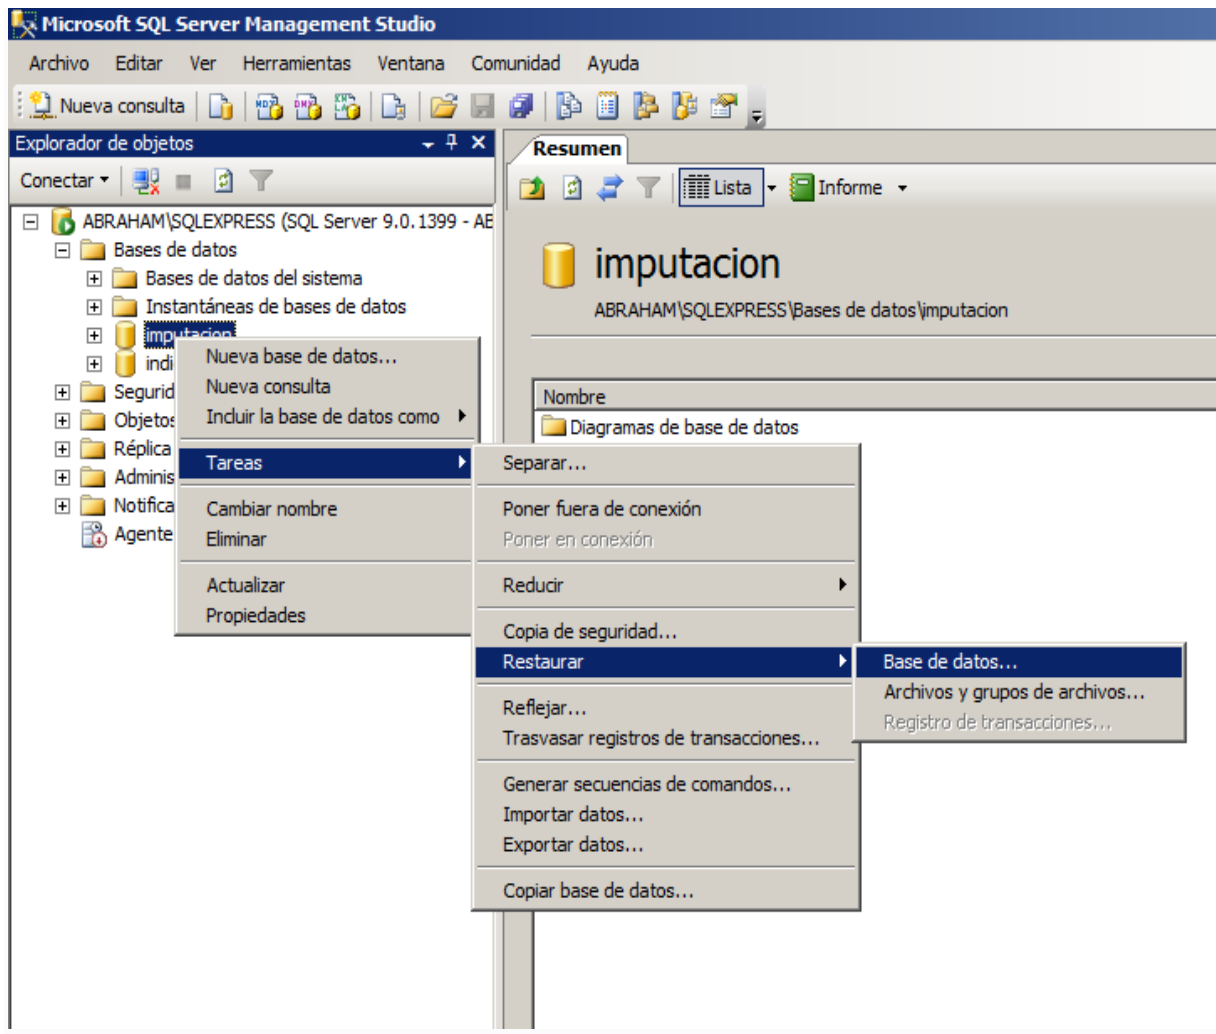 Microsoft SQL Server Management Studio
Archivo Editar Ver Herramientas Ventana Comunidad Ayuda
Nueva consulta
Explorador de objetos
Conectar
ABRAHAM\SQLEXPRESS (SQL Server 9.0.1399 - AB
Bases de datos
Bases de datos del sistema
Instantáneas de bases de datos
imputacion
indi
Segurid
Objetos
Réplica
Adminis
Notifica
Agente
Nueva base de datos...
Nueva consulta
Incluir la base de datos como
Tareas
Cambiar nombre
Eliminar
Actualizar
Propiedades
Separar...
Poner fuera de conexión
Poner en conexión
Reducir
Copia de seguridad...
Restaurar
Reflejar...
Trasvasar registros de transacciones...
Generar secuencias de comandos...
Importar datos...
Exportar datos...
Copiar base de datos...
Base de datos...
Archivos y grupos de archivos...
Registro de transacciones...
Resumen
Lista
Informe
imputacion
ABRAHAM\SQLEXPRESS\Bases de datos\imputacion
Nombre
Diagramas de base de datos